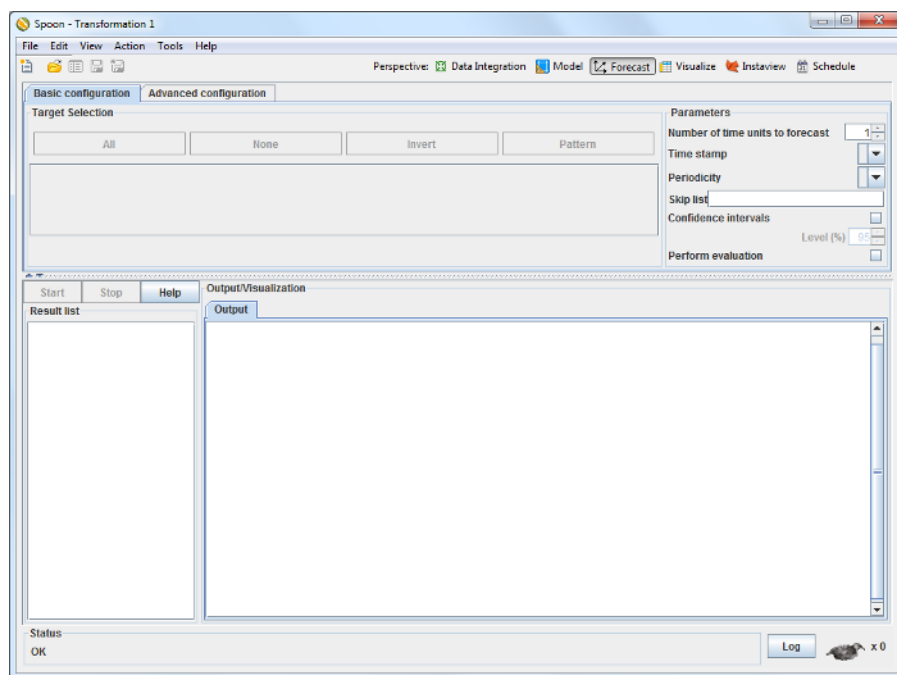 Spoon - Transformation 1
File Edit View Action Tools Help
Perspective: Data Integration Model Forecast Visualize Instaview Schedule
Basic configuration Advanced configuration
Target Selection
All None Invert Pattern
Parameters
Number of time units to forecast 1
Time stamp
Periodicity
Skip list
Confidence intervals
Level (%) 95
Perform evaluation
Start Stop Help
Result list
Output/Visualization
Output
Status
OK
Log x 0